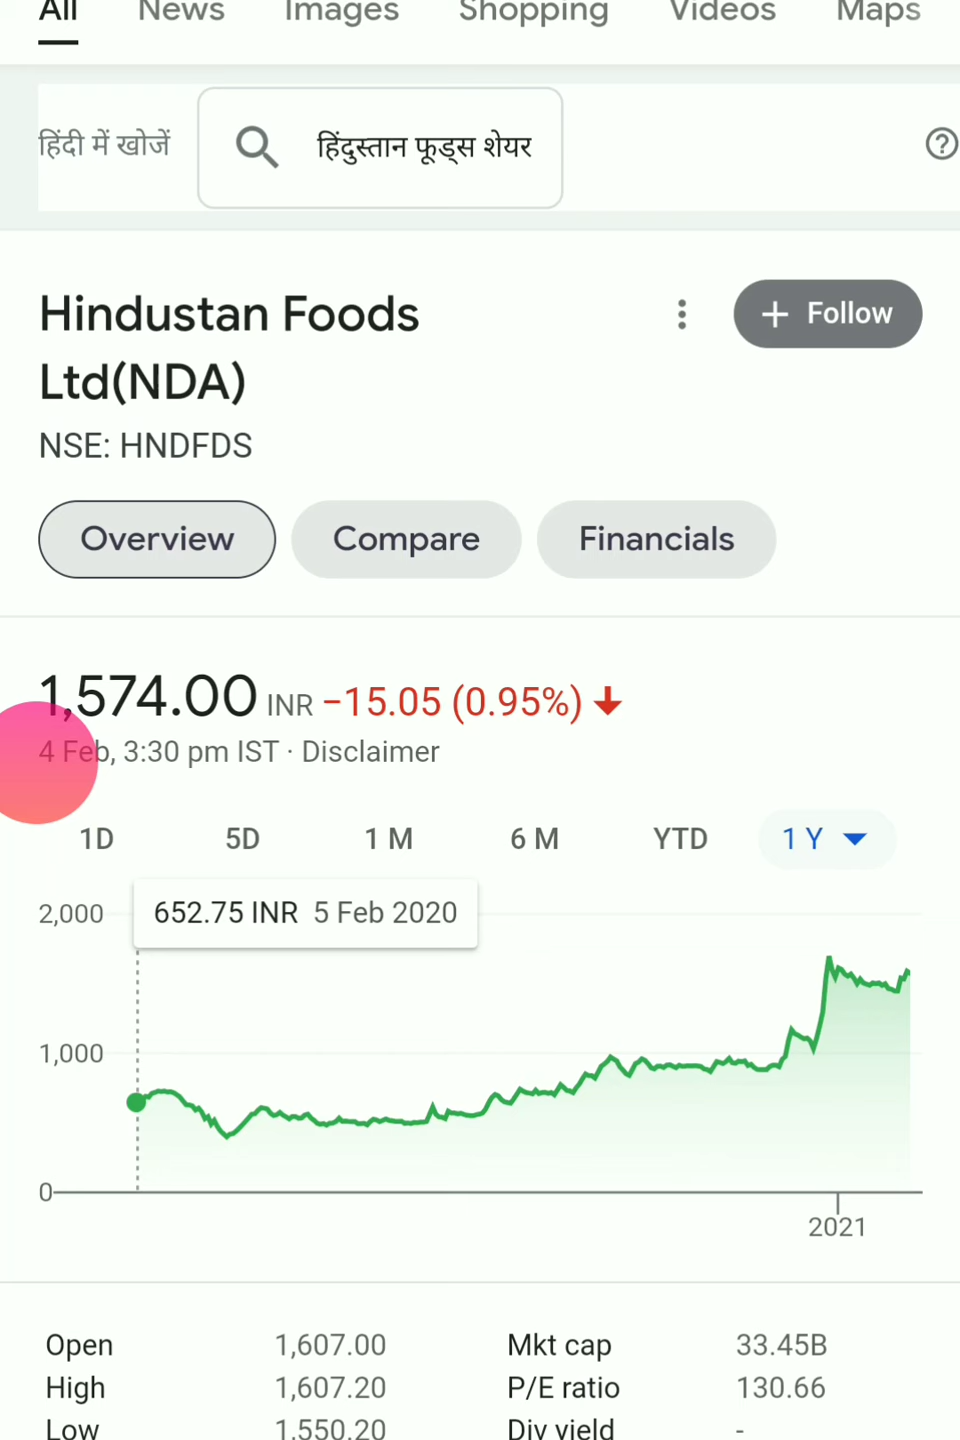 All News Images Shopping Videos Maps
हिंदी में खोजें हिंदुस्तान फूड्स शेयर
Hindustan Foods
Ltd(NDA)
+ Follow
NSE: HNDFDS
Overview Compare Financials
1,574.00 INR −15.05 (0.95%)
4 Feb, 3:30 pm IST · Disclaimer
1D 5D 1 M 6 M YTD 1 Y
652.75 INR 5 Feb 2020
2,000
1,000
0
2021
Open 1,607.00 Mkt cap 33.45B
High 1,607.20 P/E ratio 130.66
Low 1,550.20 Div yield -